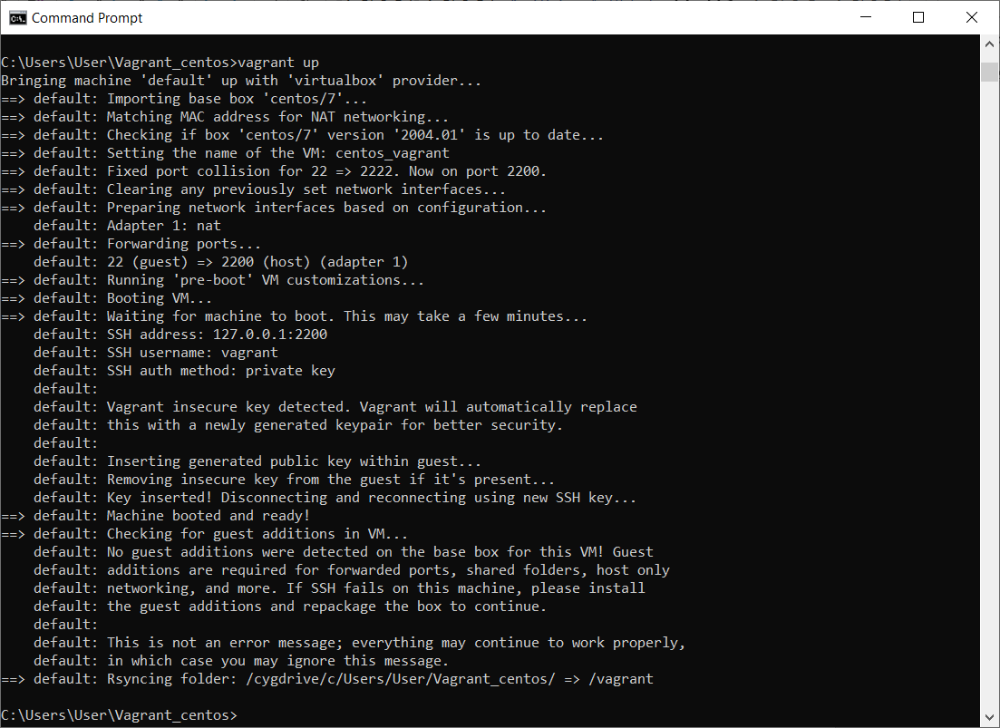 Command Prompt
C:\Users\User\Vagrant_centos>vagrant up
Bringing machine 'default' up with 'virtualbox' provider...
==> default: Importing base box 'centos/7'...
==> default: Matching MAC address for NAT networking...
==> default: Checking if box 'centos/7' version '2004.01' is up to date...
==> default: Setting the name of the VM: centos_vagrant
==> default: Fixed port collision for 22 => 2222. Now on port 2200.
==> default: Clearing any previously set network interfaces...
==> default: Preparing network interfaces based on configuration...
    default: Adapter 1: nat
==> default: Forwarding ports...
    default: 22 (guest) => 2200 (host) (adapter 1)
==> default: Running 'pre-boot' VM customizations...
==> default: Booting VM...
==> default: Waiting for machine to boot. This may take a few minutes...
    default: SSH address: 127.0.0.1:2200
    default: SSH username: vagrant
    default: SSH auth method: private key
    default:
    default: Vagrant insecure key detected. Vagrant will automatically replace
    default: this with a newly generated keypair for better security.
    default:
    default: Inserting generated public key within guest...
    default: Removing insecure key from the guest if it's present...
    default: Key inserted! Disconnecting and reconnecting using new SSH key...
==> default: Machine booted and ready!
==> default: Checking for guest additions in VM...
    default: No guest additions were detected on the base box for this VM! Guest
    default: additions are required for forwarded ports, shared folders, host only
    default: networking, and more. If SSH fails on this machine, please install
    default: the guest additions and repackage the box to continue.
    default:
    default: This is not an error message; everything may continue to work properly,
    default: in which case you may ignore this message.
==> default: Rsyncing folder: /cygdrive/c/Users/User/Vagrant_centos/ => /vagrant
C:\Users\User\Vagrant_centos>